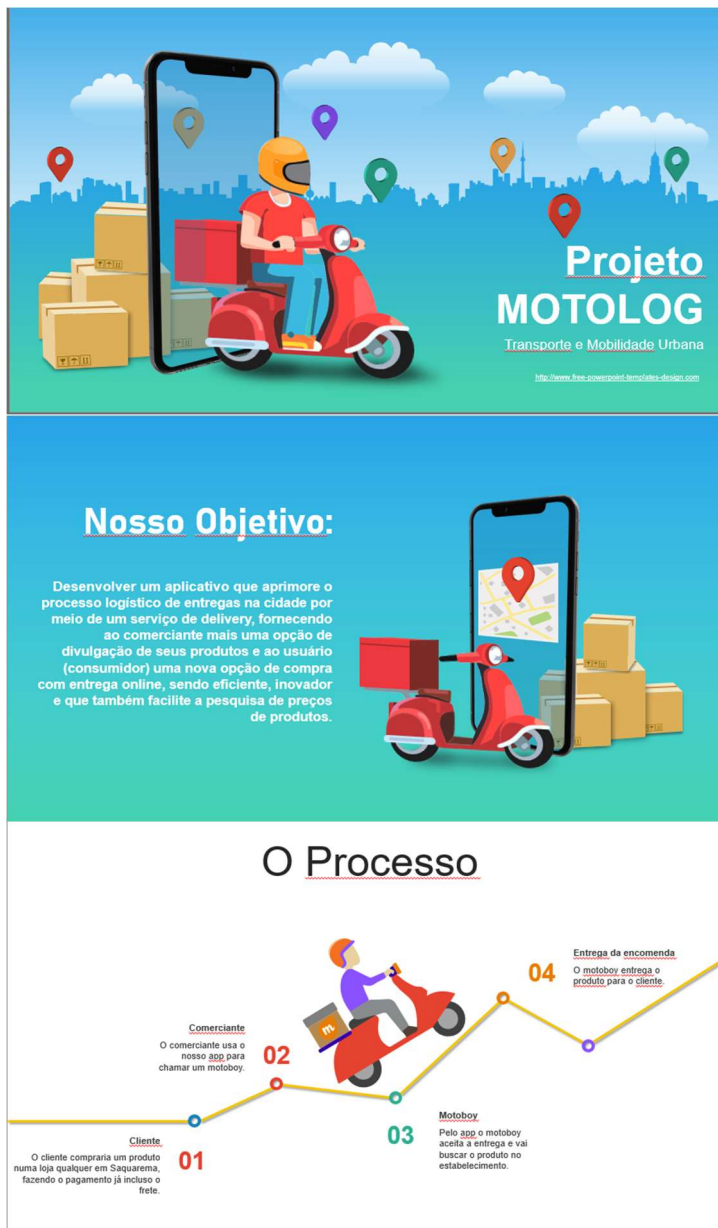 Projeto
MOTOLOG
Transporte e Mobilidade Urbana
http://www.free-powerpoint-templates-design.com
Nosso Objetivo:
Desenvolver um aplicativo que aprimore o
processo logístico de entregas na cidade por
meio de um serviço de delivery, fornecendo
ao comerciante mais uma opção de
divulgação de seus produtos e ao usuário
(consumidor) uma nova opção de compra
com entrega online, sendo eficiente, inovador
e que também facilite a pesquisa de preços
de produtos.
O Processo
Cliente
O cliente compraria um produto
numa loja qualquer em Saquarema,
fazendo o pagamento já incluso o
frete.
01
Comerciante
O comerciante usa o
nosso app para
chamar um motoboy.
02
m
03
Motoboy
Pelo app o motoboy
aceita a entrega e vai
buscar o produto no
estabelecimento.
04
Entrega da encomenda
O motoboy entrega o
produto para o cliente.